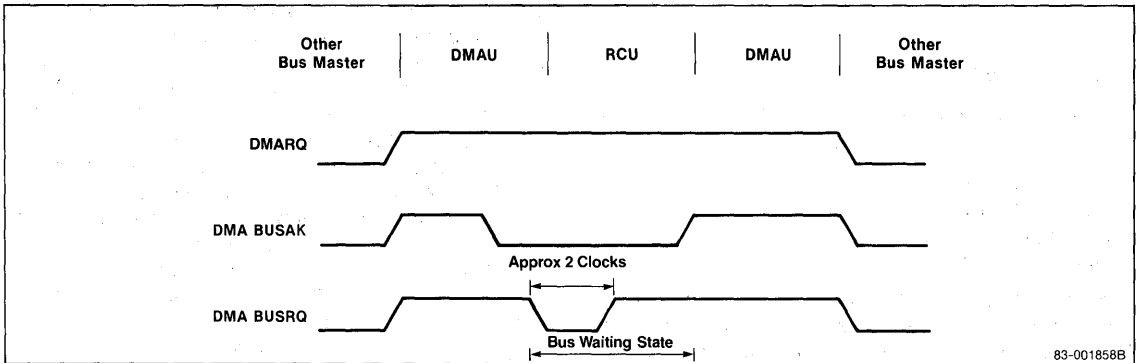 Other Bus Master
DMAU
RCU
DMAU
Other Bus Master
DMARQ
DMA BUSAK
Approx 2 Clocks
DMA BUSRQ
Bus Waiting State
83-001858B